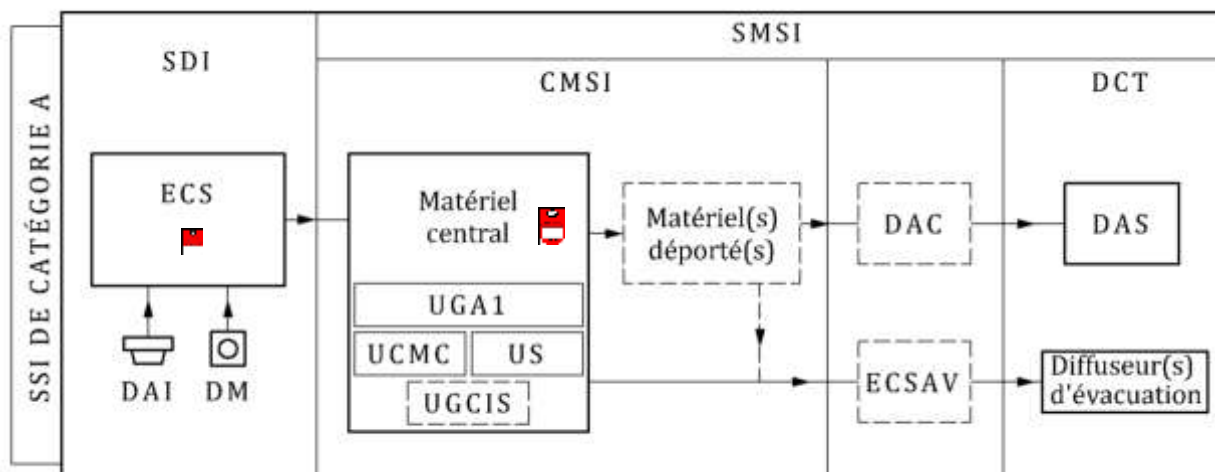 SSI DE CATÉGORIE A
SDI
SMSI
CMSI
DCT
ECS
DAI
DM
Matériel
central
UGA1
UCMC
US
UGCIS
Matériel(s)
déporté(s)
DAC
DAS
ECSAV
Diffuseur(s)
d'évacuation